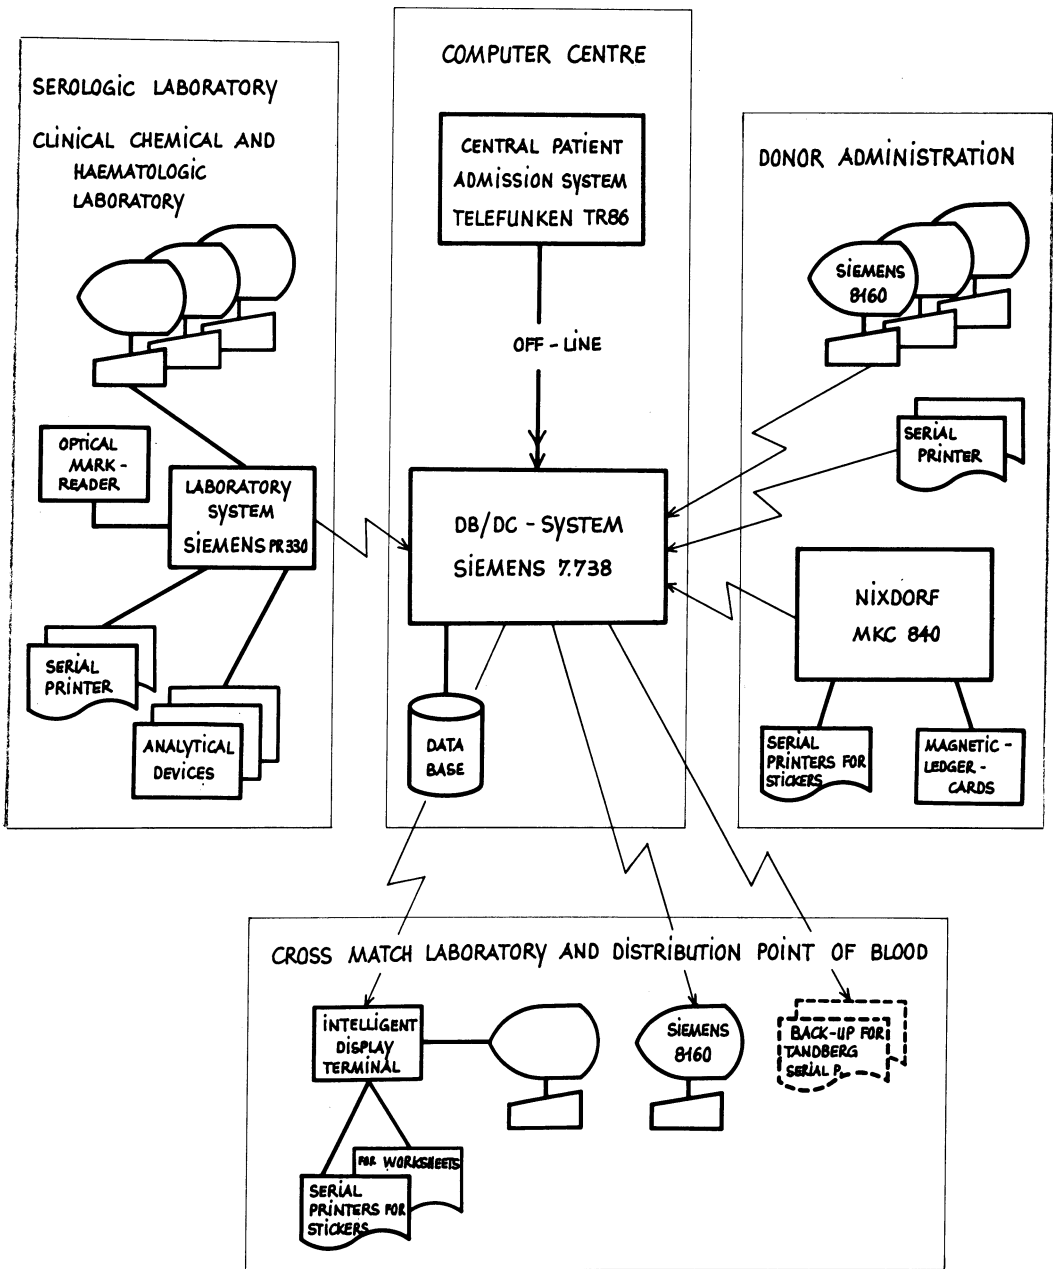 SEROLOGIC LABORATORY
CLINICAL CHEMICAL AND
HAEMATOLOGIC
LABORATORY
OPTICAL
MARK-
READER
LABORATORY
SYSTEM
SIEMENS PR330
SERIAL
PRINTER
ANALYTICAL
DEVICES
COMPUTER CENTRE
CENTRAL PATIENT
ADMISSION SYSTEM
TELEFUNKEN TR86
OFF-LINE
DB/DC-SYSTEM
SIEMENS 7.738
DATA
BASE
DONOR ADMINISTRATION
SIEMENS
8160
SERIAL
PRINTER
NIXDORF
MKC 840
SERIAL
PRINTERS FOR
STICKERS
MAGNETIC-
LEDGER-
CARDS
CROSS MATCH LABORATORY AND DISTRIBUTION POINT OF BLOOD
INTELLIGENT
DISPLAY
TERMINAL
FOR WORKSHEETS
SERIAL
PRINTERS FOR
STICKERS
SIEMENS
8160
BACK-UP FOR
TANDBERG
SERIAL P.